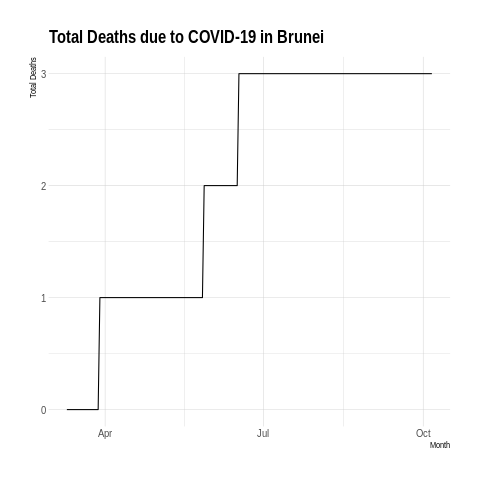 Total Deaths due to COVID-19 in Brunei
Total Deaths
3
2
1
0
Apr
Jul
Oct
Month